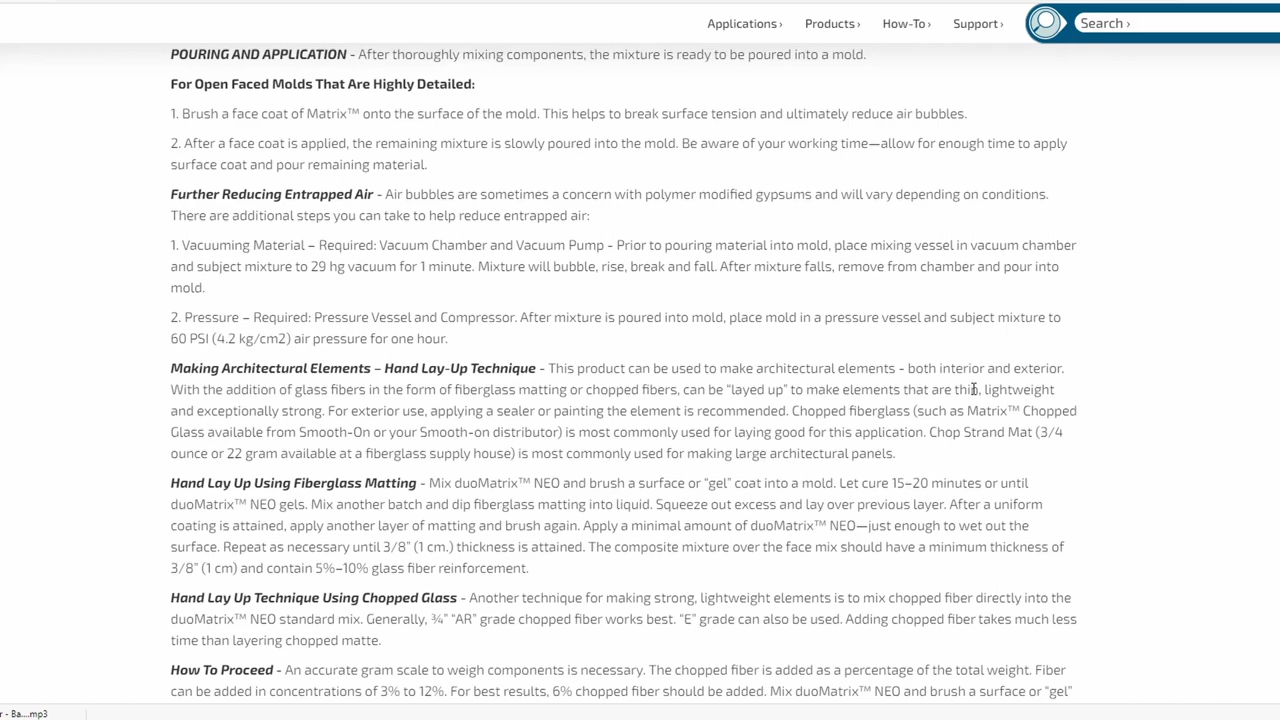 Applications ›
Products ›
How-To ›
Support ›
Search ›
POURING AND APPLICATION - After thoroughly mixing components, the mixture is ready to be poured into a mold.
For Open Faced Molds That Are Highly Detailed:
1. Brush a face coat of Matrix™ onto the surface of the mold. This helps to break surface tension and ultimately reduce air bubbles.
2. After a face coat is applied, the remaining mixture is slowly poured into the mold. Be aware of your working time—allow for enough time to apply
surface coat and pour remaining material.
Further Reducing Entrapped Air - Air bubbles are sometimes a concern with polymer modified gypsums and will vary depending on conditions.
There are additional steps you can take to help reduce entrapped air:
1. Vacuuming Material – Required: Vacuum Chamber and Vacuum Pump - Prior to pouring material into mold, place mixing vessel in vacuum chamber
and subject mixture to 29 hg vacuum for 1 minute. Mixture will bubble, rise, break and fall. After mixture falls, remove from chamber and pour into
mold.
2. Pressure – Required: Pressure Vessel and Compressor. After mixture is poured into mold, place mold in a pressure vessel and subject mixture to
60 PSI (4.2 kg/cm2) air pressure for one hour.
Making Architectural Elements – Hand Lay-Up Technique - This product can be used to make architectural elements - both interior and exterior.
With the addition of glass fibers in the form of fiberglass matting or chopped fibers, can be “layed up” to make elements that are thin, lightweight
and exceptionally strong. For exterior use, applying a sealer or painting the element is recommended. Chopped fiberglass (such as Matrix™ Chopped
Glass available from Smooth-On or your Smooth-on distributor) is most commonly used for laying good for this application. Chop Strand Mat (3/4
ounce or 22 gram available at a fiberglass supply house) is most commonly used for making large architectural panels.
Hand Lay Up Using Fiberglass Matting - Mix duoMatrix™ NEO and brush a surface or “gel” coat into a mold. Let cure 15–20 minutes or until
duoMatrix™ NEO gels. Mix another batch and dip fiberglass matting into liquid. Squeeze out excess and lay over previous layer. After a uniform
coating is attained, apply another layer of matting and brush again. Apply a minimal amount of duoMatrix™ NEO—just enough to wet out the
surface. Repeat as necessary until 3/8” (1 cm.) thickness is attained. The composite mixture over the face mix should have a minimum thickness of
3/8” (1 cm) and contain 5%–10% glass fiber reinforcement.
Hand Lay Up Technique Using Chopped Glass - Another technique for making strong, lightweight elements is to mix chopped fiber directly into the
duoMatrix™ NEO standard mix. Generally, ¾” “AR” grade chopped fiber works best. “E” grade can also be used. Adding chopped fiber takes much less
time than layering chopped matte.
How To Proceed - An accurate gram scale to weigh components is necessary. The chopped fiber is added as a percentage of the total weight. Fiber
can be added in concentrations of 3% to 12%. For best results, 6% chopped fiber should be added. Mix duoMatrix™ NEO and brush a surface or “gel”
r - Ba....mp3